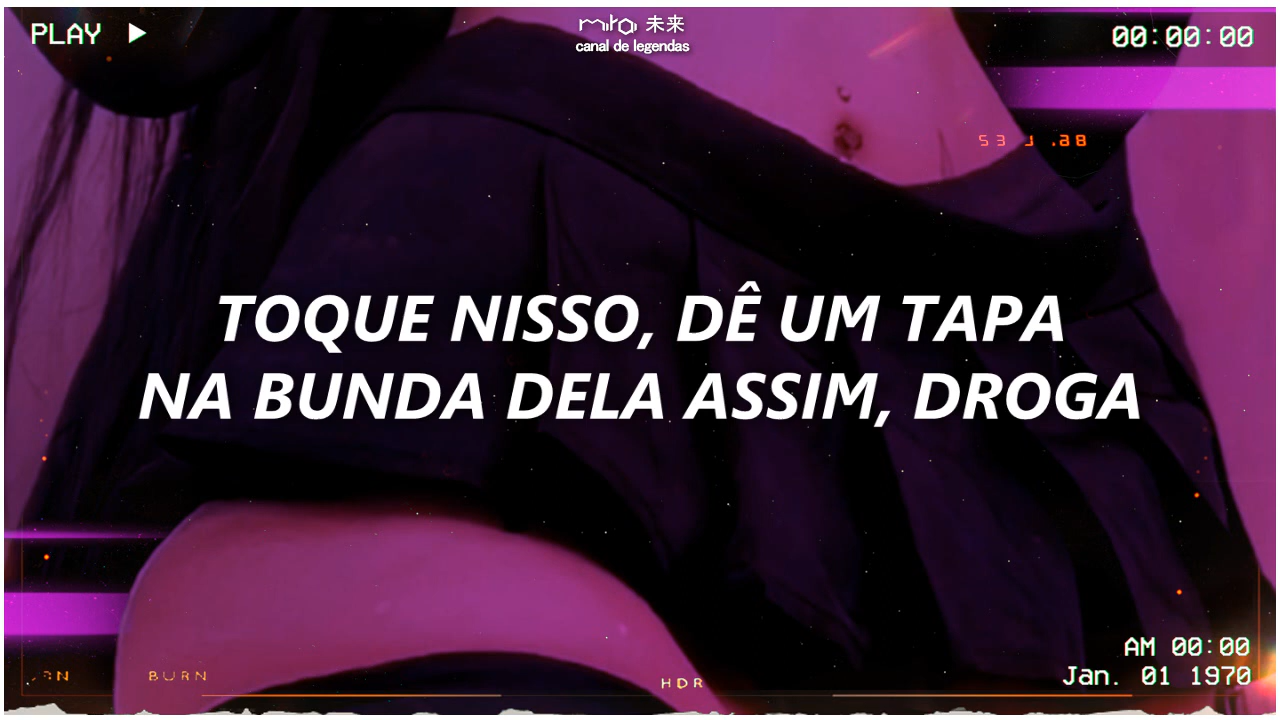 PLAY
mirai 未来
canal de legendas
00:00:00
TOQUE NISSO, DÊ UM TAPA
NA BUNDA DELA ASSIM, DROGA
BURN
HDR
AM 00:00
Jan. 01 1970